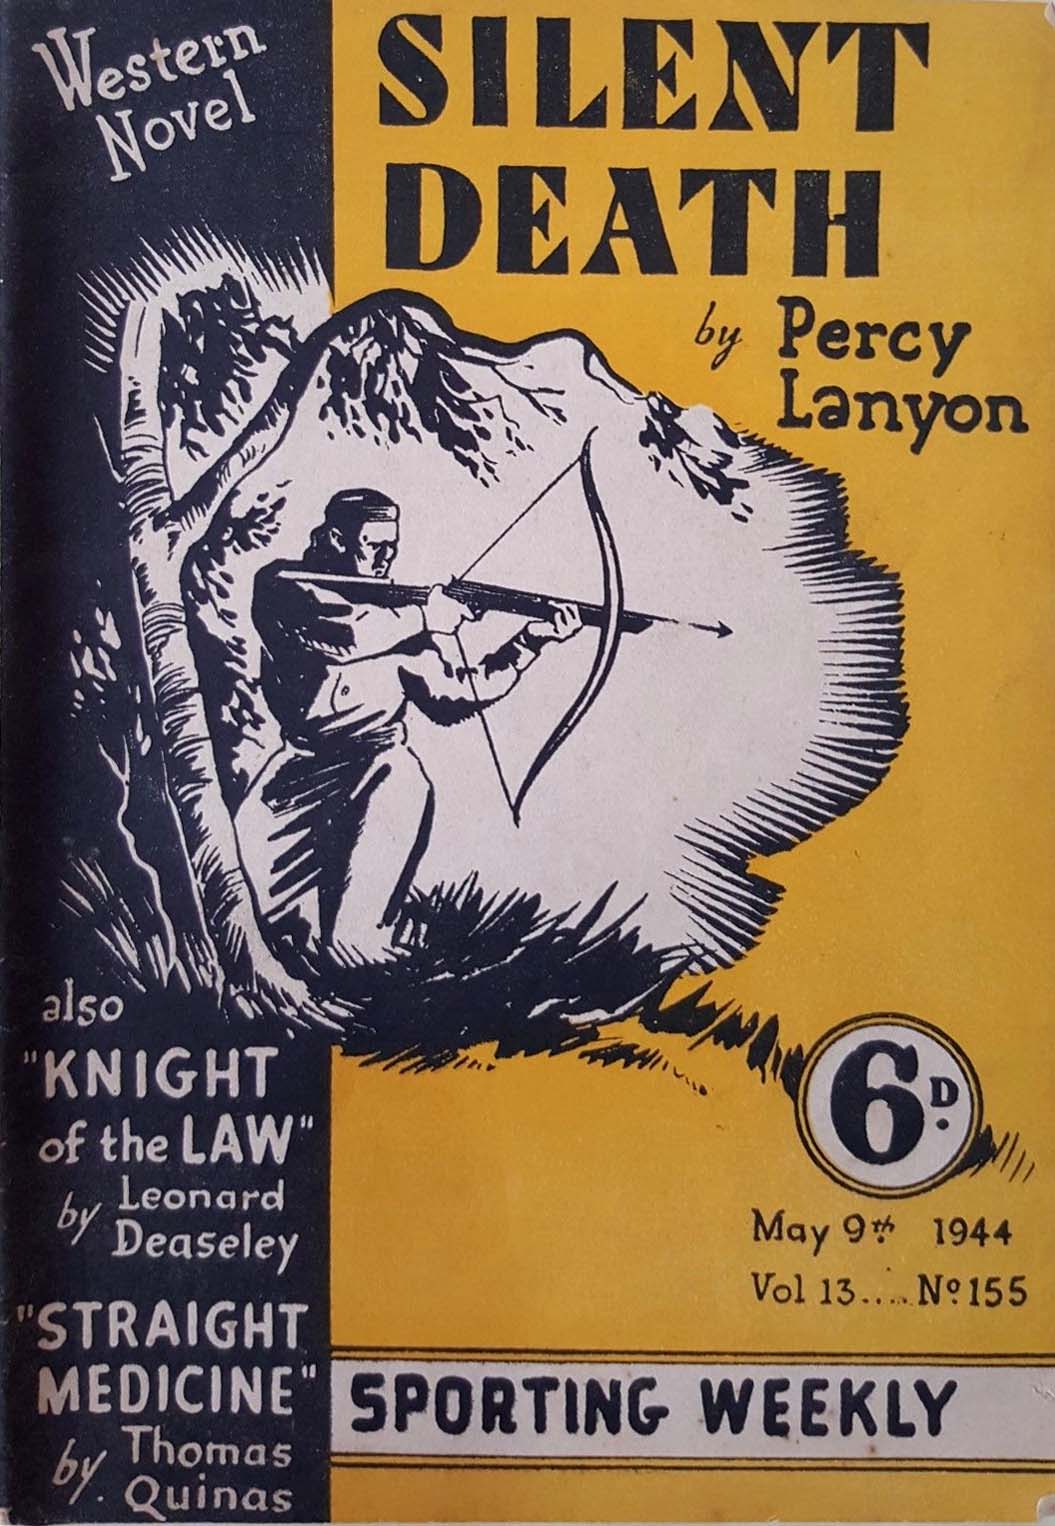 Western
Novel
SILENT
DEATH
by Percy
Lanyon
also
"KNIGHT
of the LAW"
by Leonard
Deaseley
"STRAIGHT
MEDICINE"
by Thomas
Quinas
6D.
May 9th 1944
Vol 13..... No 155
SPORTING WEEKLY